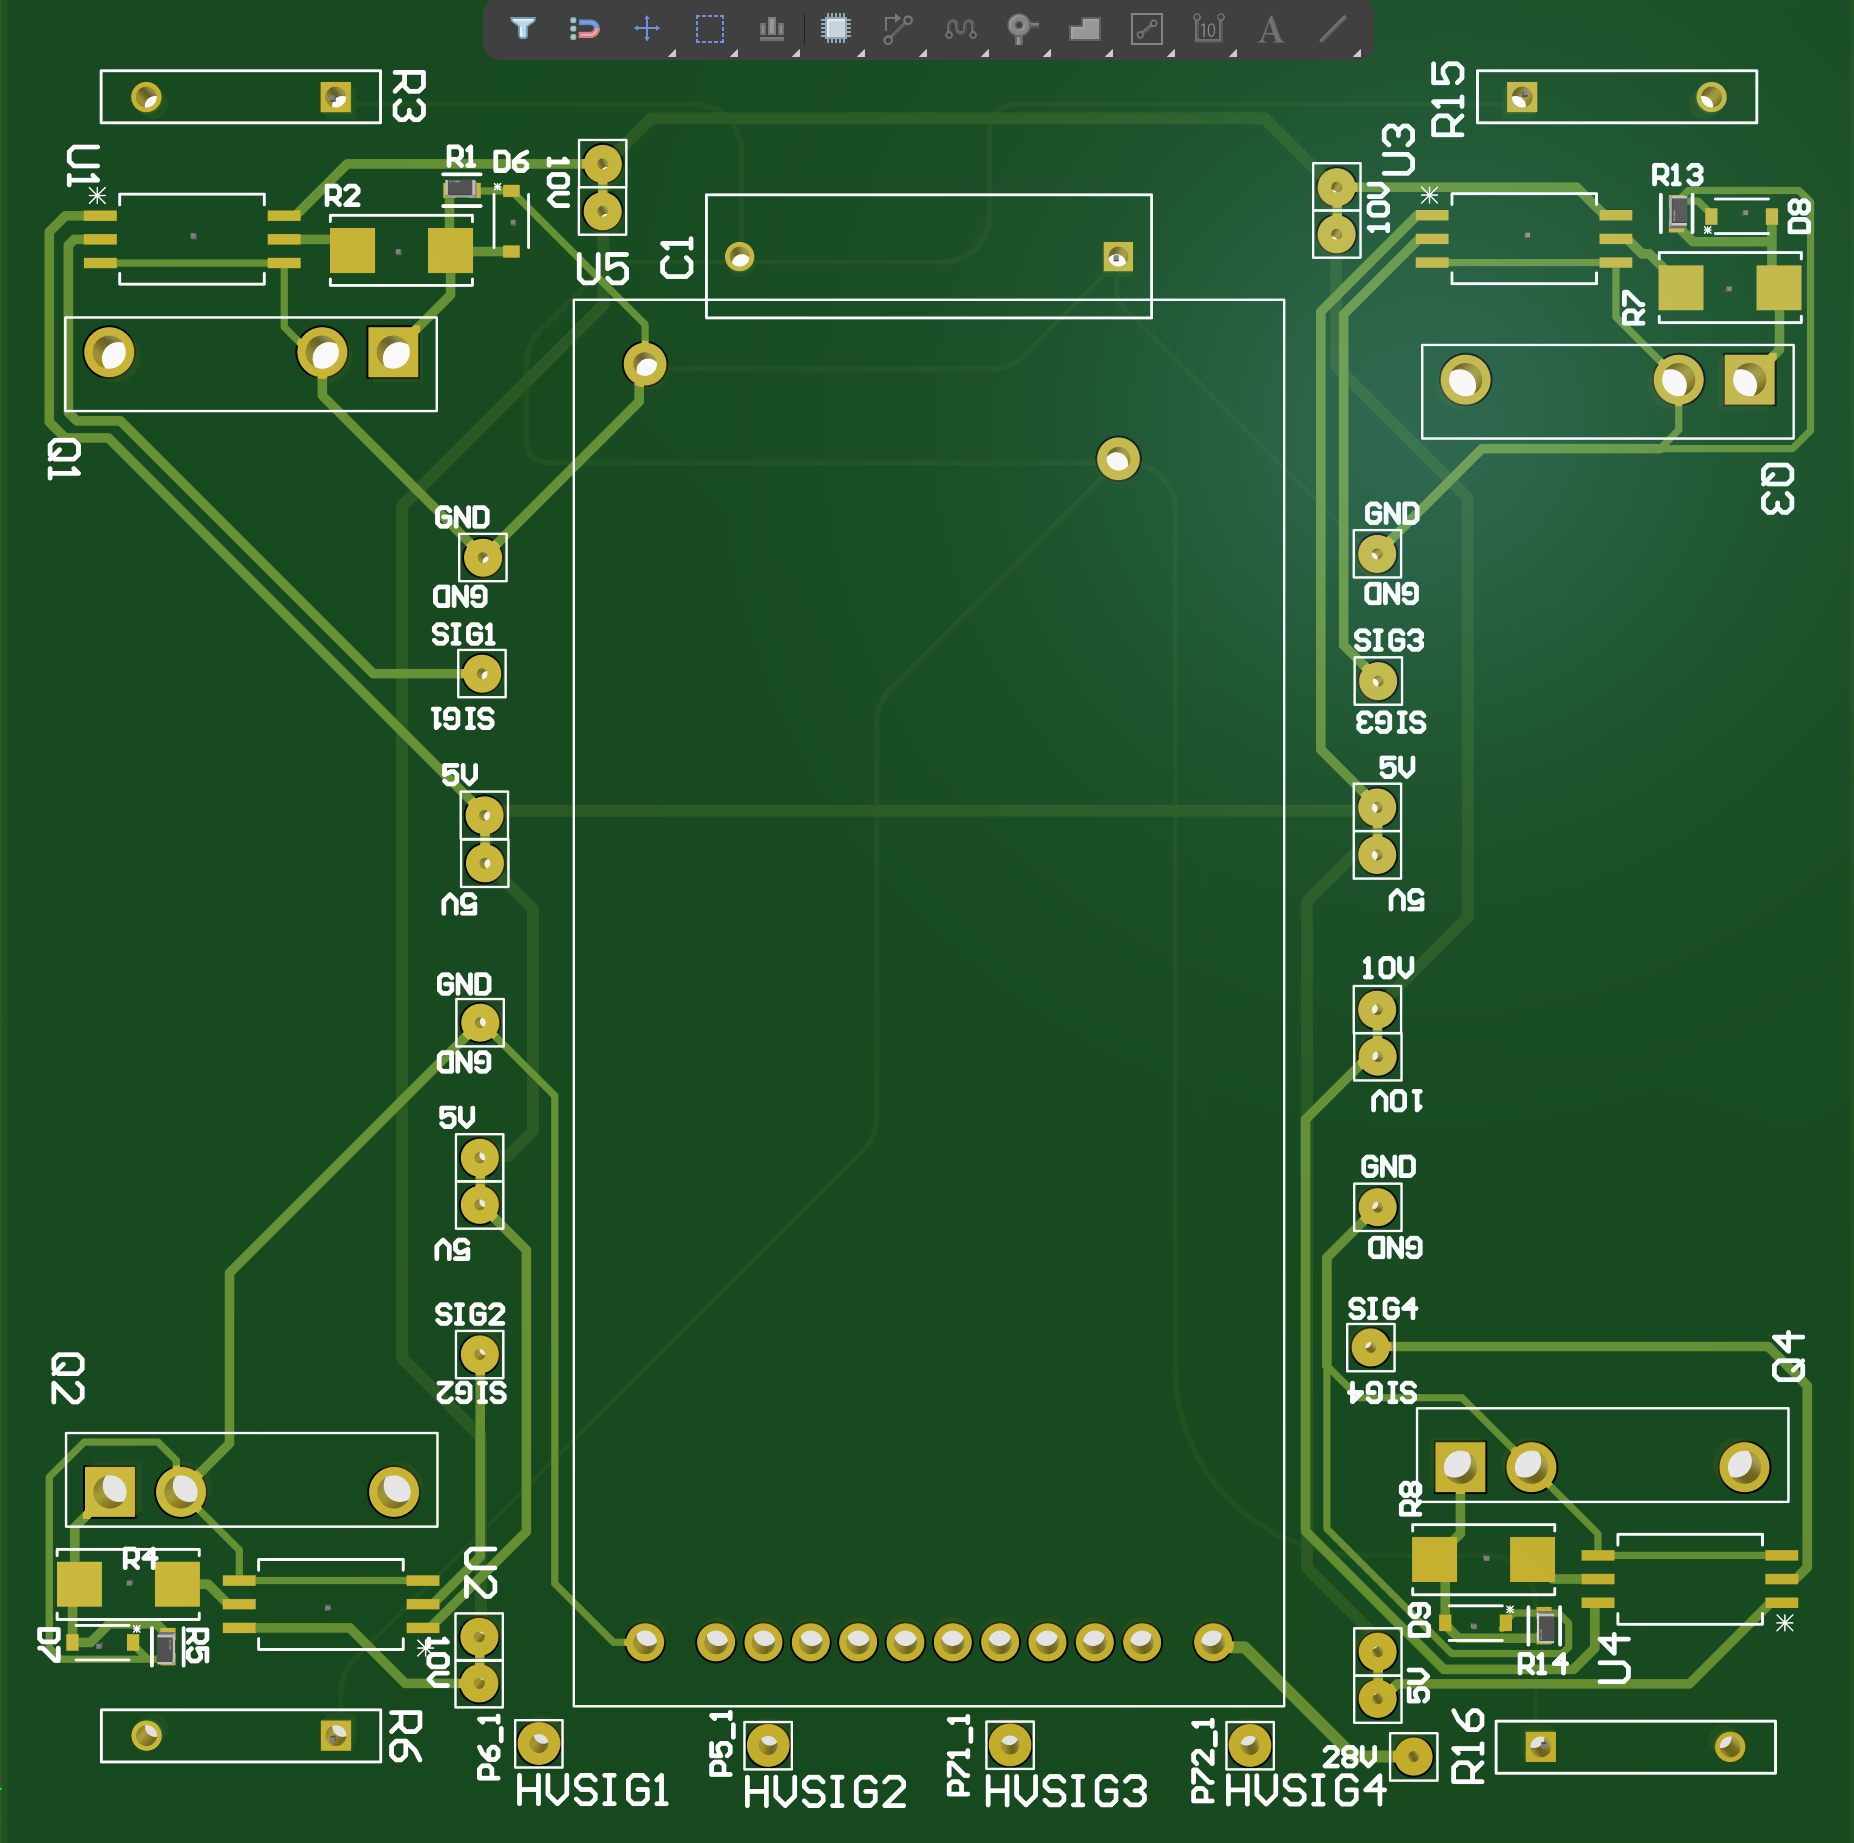 10
A
R3
R15
U1
R1
D6
10V
U3
10V
R13
D8
R2
U5
C1
R7
Q1
Q3
GND
GND
GND
GND
SIG1
SIG3
SIG1
SIG3
5V
5V
5V
5V
10V
GND
GND
10V
5V
GND
5V
GND
SIG2
SIG4
Q2
Q4
SIG2
SIG4
R8
R4
U2
D7
R5
10V
D9
R14
U4
5V
R6
P6_1
P5_1
P71_1
P72_1
28V
R16
HVSIG1
HVSIG2
HVSIG3
HVSIG4